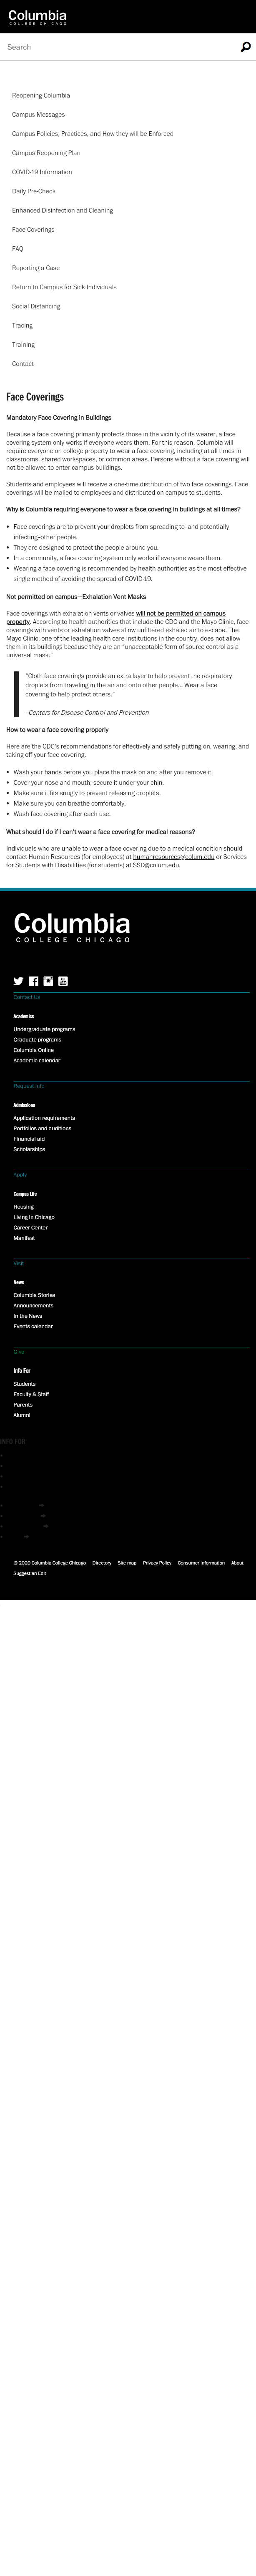 Columbia
COLLEGE CHICAGO
Search
Reopening Columbia
Campus Messages
Campus Policies, Practices, and How they will be Enforced
Campus Reopening Plan
COVID-19 Information
Daily Pre-Check
Enhanced Disinfection and Cleaning
Face Coverings
FAQ
Reporting a Case
Return to Campus for Sick Individuals
Social Distancing
Tracing
Training
Contact
Face Coverings
Mandatory Face Covering in Buildings
Because a face covering primarily protects those in the vicinity of its wearer, a face
covering system only works if everyone wears them. For this reason, Columbia will
require everyone on college property to wear a face covering, including at all times in
classrooms, shared workspaces, or common areas. Persons without a face covering will
not be allowed to enter campus buildings.
Students and employees will receive a one-time distribution of two face coverings. Face
coverings will be mailed to employees and distributed on campus to students.
Why is Columbia requiring everyone to wear a face covering in buildings at all times?
• Face coverings are to prevent your droplets from spreading to–and potentially
infecting–other people.
• They are designed to protect the people around you.
• In a community, a face covering system only works if everyone wears them.
• Wearing a face covering is recommended by health authorities as the most effective
single method of avoiding the spread of COVID-19.
Not permitted on campus—Exhalation Vent Masks
Face coverings with exhalation vents or valves will not be permitted on campus
property. According to health authorities that include the CDC and the Mayo Clinic, face
coverings with vents or exhalation valves allow unfiltered exhaled air to escape. The
Mayo Clinic, one of the leading health care institutions in the country, does not allow
them in its buildings because they are an “unacceptable form of source control as a
universal mask.”
“Cloth face coverings provide an extra layer to help prevent the respiratory
droplets from traveling in the air and onto other people... Wear a face
covering to help protect others.”
–Centers for Disease Control and Prevention
How to wear a face covering properly
Here are the CDC’s recommendations for effectively and safely putting on, wearing, and
taking off your face covering.
• Wash your hands before you place the mask on and after you remove it.
• Cover your nose and mouth; secure it under your chin.
• Make sure it fits snugly to prevent releasing droplets.
• Make sure you can breathe comfortably.
• Wash face covering after each use.
What should I do if I can’t wear a face covering for medical reasons?
Individuals who are unable to wear a face covering due to a medical condition should
contact Human Resources (for employees) at humanresources@colum.edu or Services
for Students with Disabilities (for students) at SSD@colum.edu.
Columbia
COLLEGE CHICAGO
Contact Us
Academics
Undergraduate programs
Graduate programs
Columbia Online
Academic calendar
Request info
Admissions
Application requirements
Portfolios and auditions
Financial aid
Scholarships
Apply
Campus Life
Housing
Living in Chicago
Career Center
Manifest
Visit
News
Columbia Stories
Announcements
In the News
Events calendar
Give
Info For
Students
Faculty & Staff
Parents
Alumni
INFO FOR
© 2020 Columbia College Chicago Directory Site map Privacy Policy Consumer Information About
Suggest an Edit